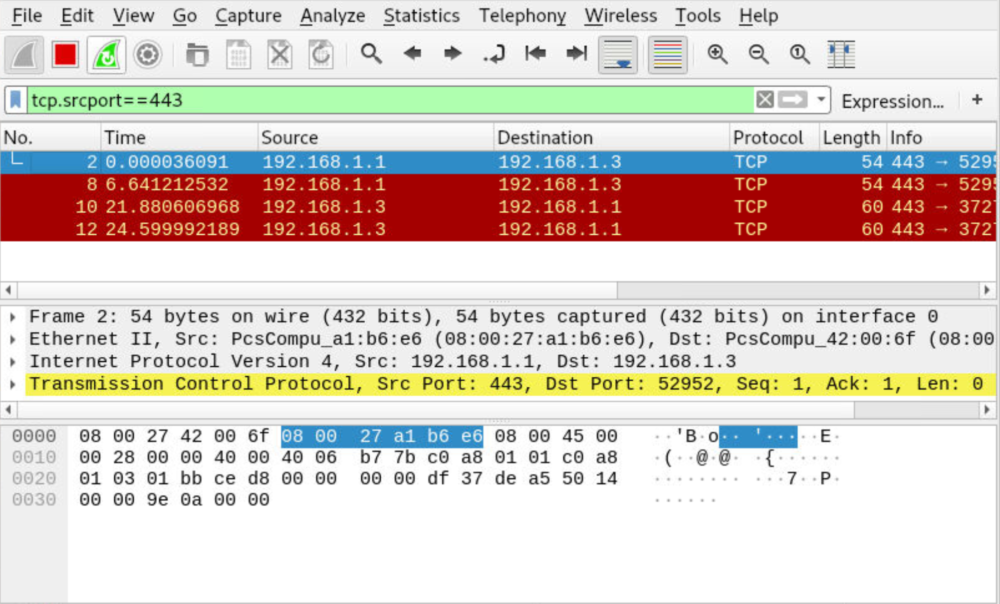 File Edit View Go Capture Analyze Statistics Telephony Wireless Tools Help
tcp.srcport==443 Expression... +
No. Time Source Destination Protocol Length Info
2 0.000036091 192.168.1.1 192.168.1.3 TCP 54 443 → 5295
8 6.641212532 192.168.1.1 192.168.1.3 TCP 54 443 → 5295
10 21.880606968 192.168.1.3 192.168.1.1 TCP 60 443 → 3727
12 24.599992189 192.168.1.3 192.168.1.1 TCP 60 443 → 3727
Frame 2: 54 bytes on wire (432 bits), 54 bytes captured (432 bits) on interface 0
Ethernet II, Src: PcsCompu_a1:b6:e6 (08:00:27:a1:b6:e6), Dst: PcsCompu_42:00:6f (08:00
Internet Protocol Version 4, Src: 192.168.1.1, Dst: 192.168.1.3
Transmission Control Protocol, Src Port: 443, Dst Port: 52952, Seq: 1, Ack: 1, Len: 0
0000 08 00 27 42 00 6f 08 00 27 a1 b6 e6 08 00 45 00 ··'B·o·· '·····E·
0010 00 28 00 00 40 00 40 06 b7 7b c0 a8 01 01 c0 a8 ·(··@·@· ·{······
0020 01 03 01 bb ce d8 00 00 00 00 df 37 de a5 50 14 ········ ···7··P·
0030 00 00 9e 0a 00 00 ······